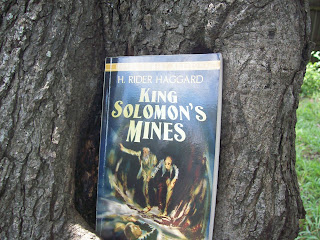 H. RIDER HAGGARD
KING
SOLOMON'S
MINES